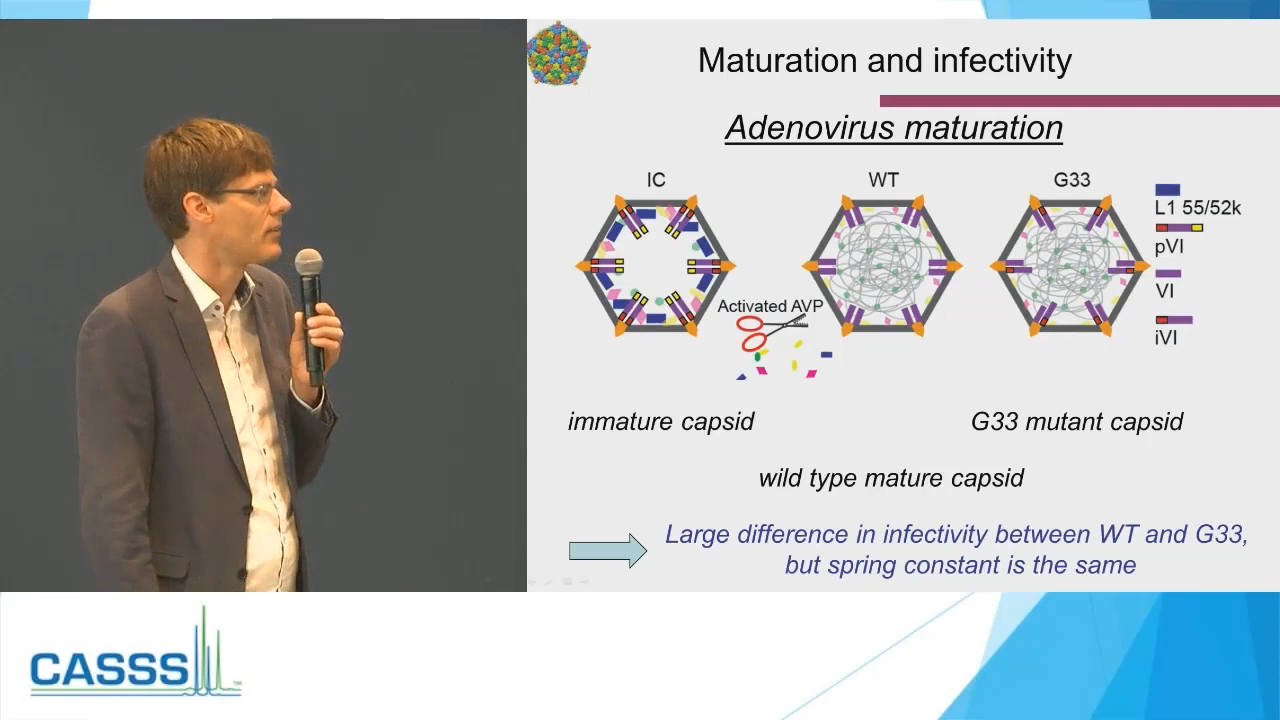 Maturation and infectivity
Adenovirus maturation
IC
WT
G33
L1 55/52k
pVI
VI
iVI
Activated AVP
immature capsid
G33 mutant capsid
wild type mature capsid
Large difference in infectivity between WT and G33,
but spring constant is the same
CASSS